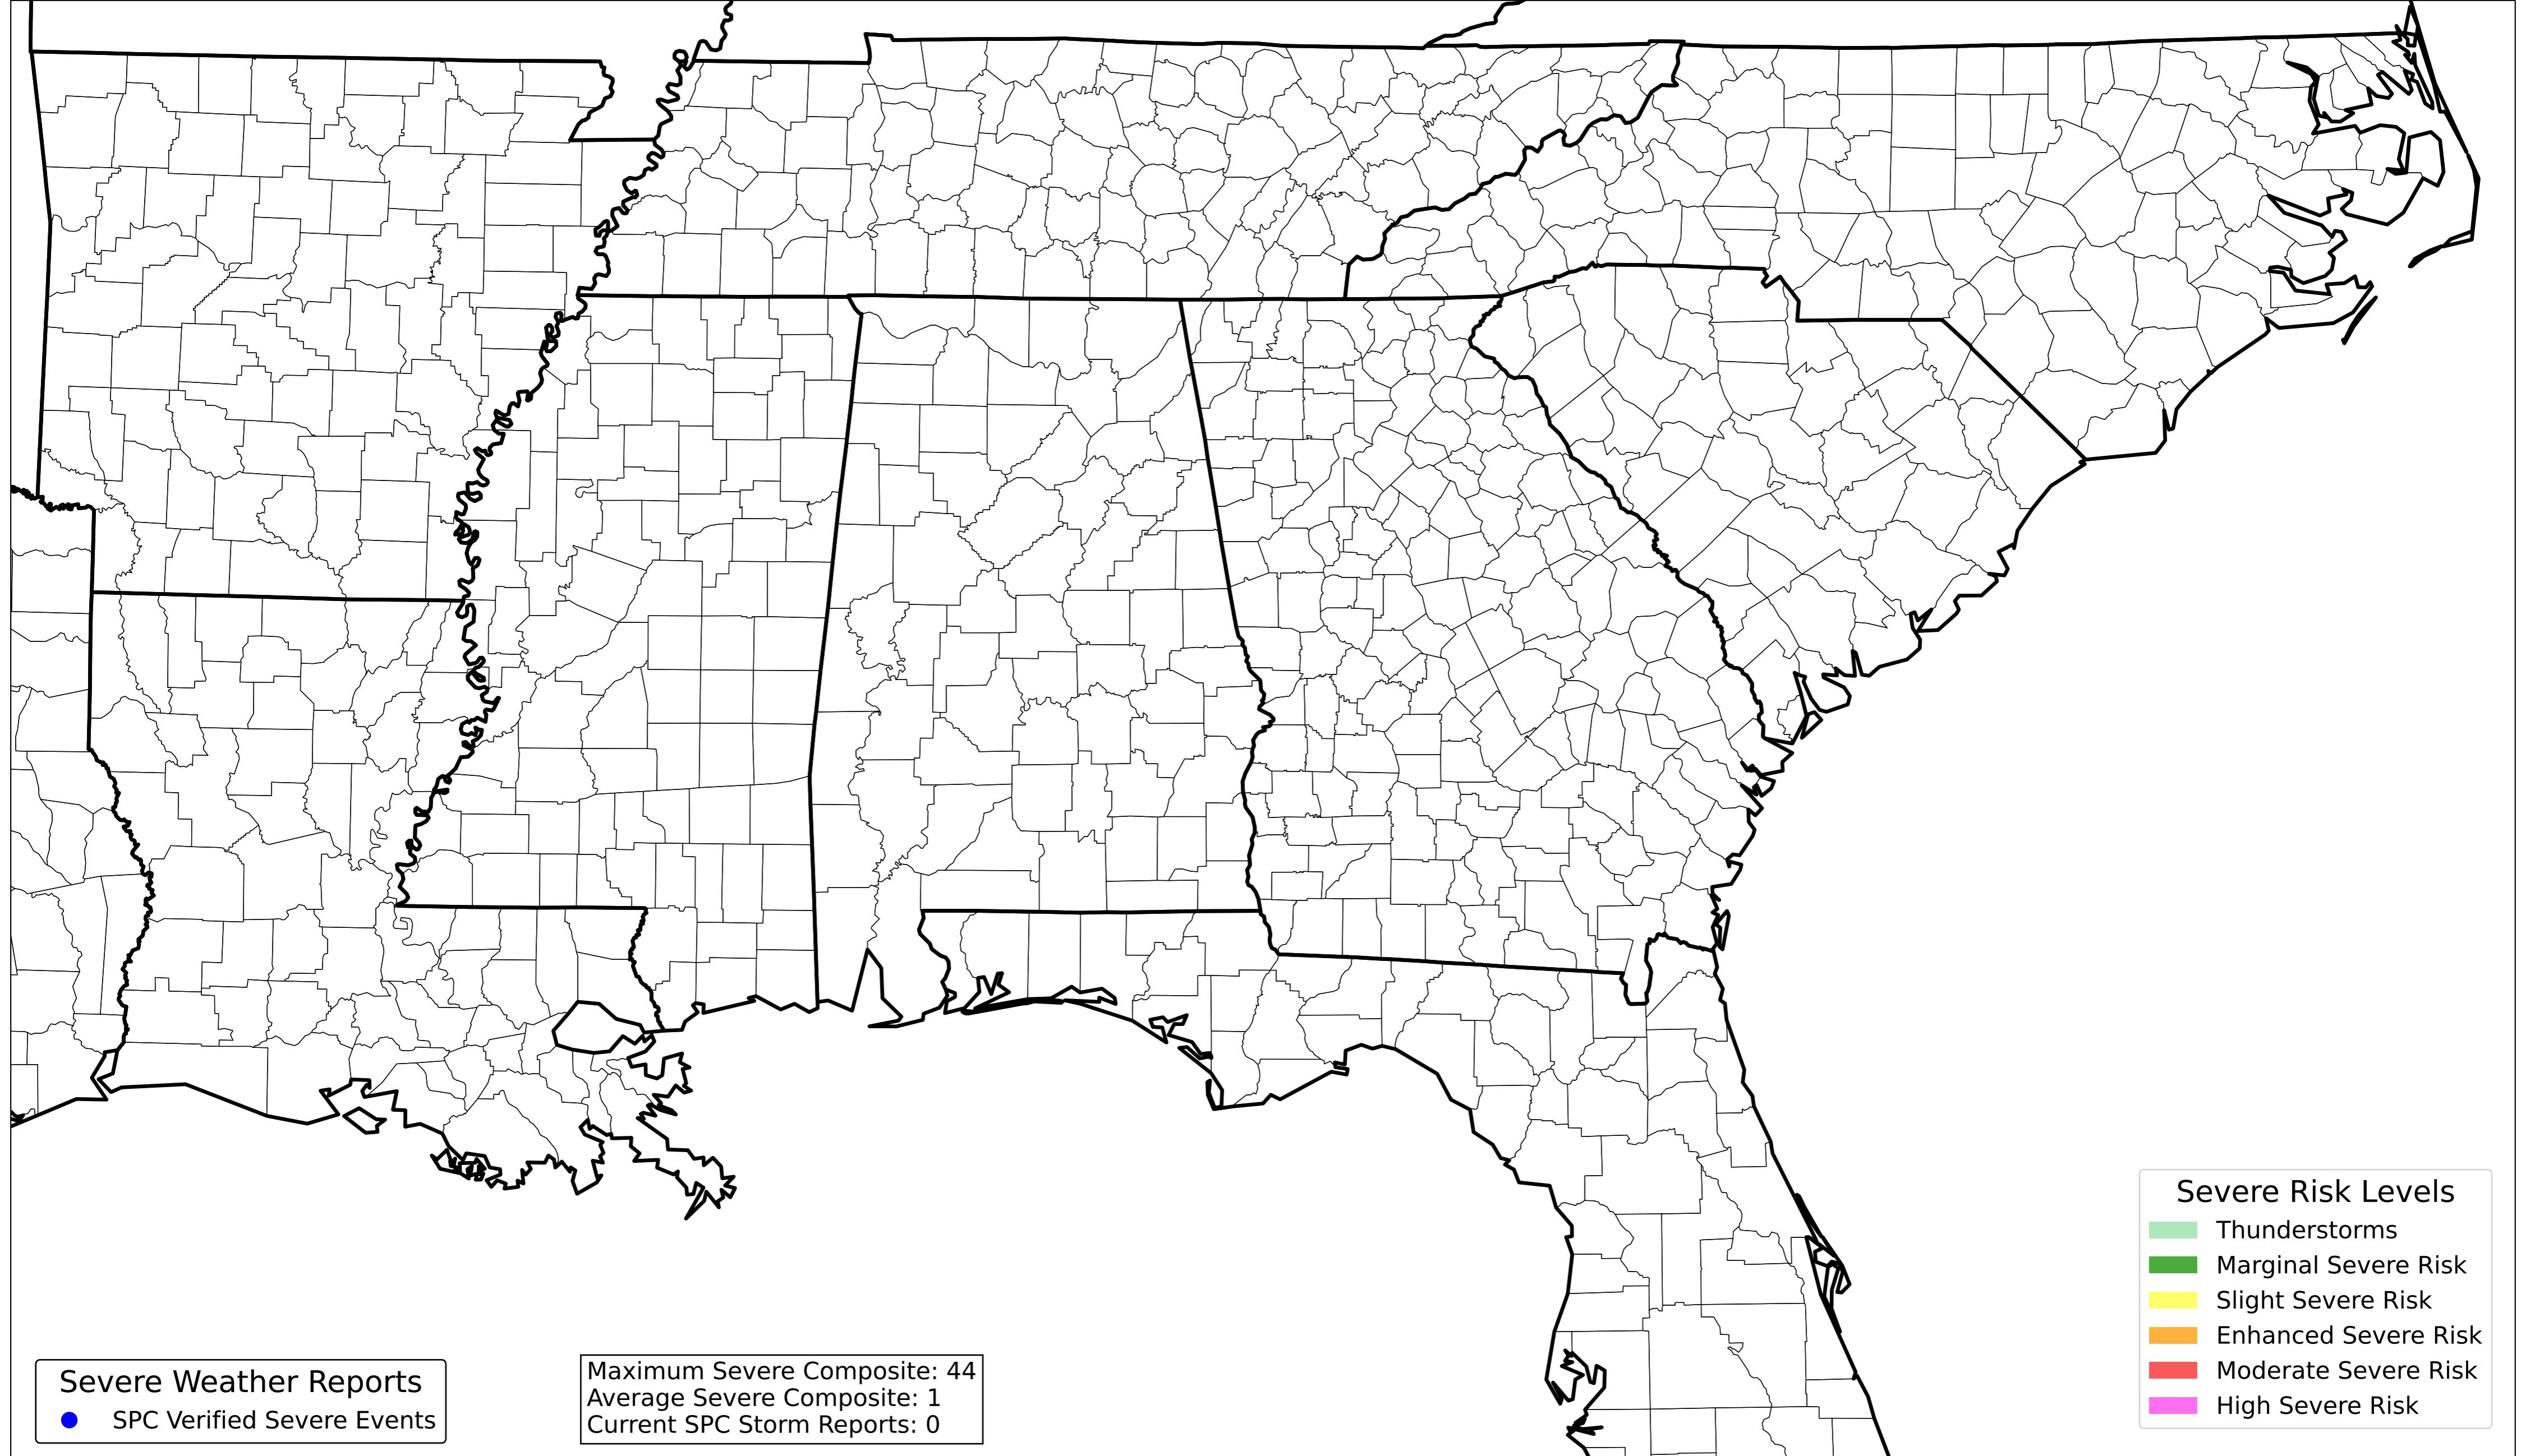 Severe Risk Levels
Thunderstorms
Marginal Severe Risk
Slight Severe Risk
Enhanced Severe Risk
Moderate Severe Risk
High Severe Risk
Severe Weather Reports
SPC Verified Severe Events
Maximum Severe Composite: 44
Average Severe Composite: 1
Current SPC Storm Reports: 0